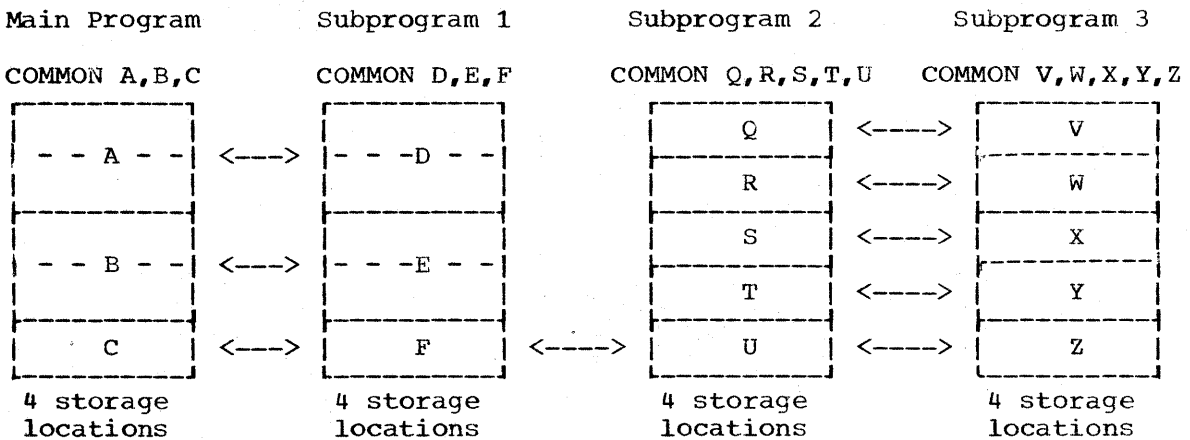 Main Program Subprogram 1 Subprogram 2 Subprogram 3
COMMON A,B,C COMMON D,E,F COMMON Q,R,S,T,U COMMON V,W,X,Y,Z
Q <----> V
- - A - - <---> - - -D - -
R <----> W
S <----> X
- - B - - <---> - - -E - -
T <----> Y
C <---> F <----> U <----> Z
4 storage 4 storage 4 storage 4 storage
locations locations locations locations